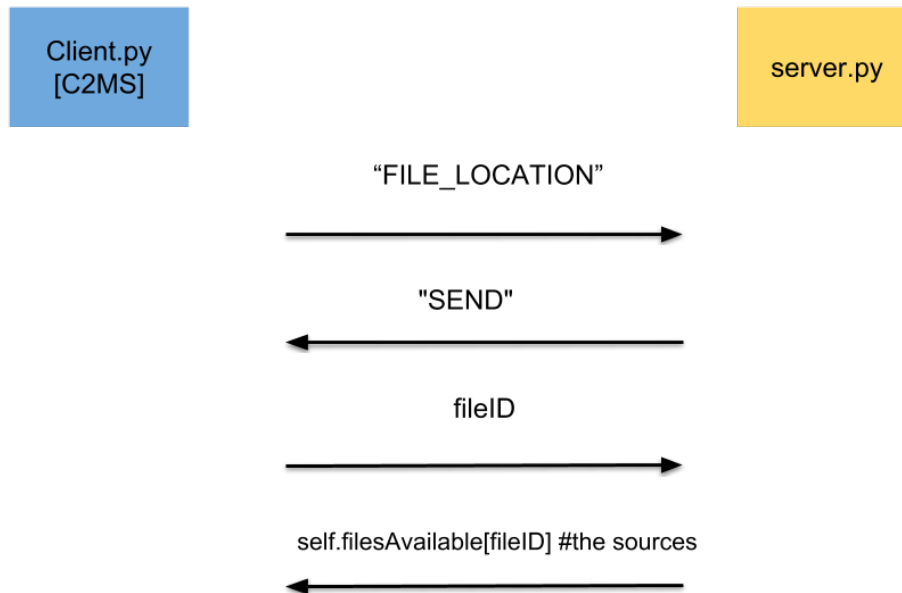 Client.py
[C2MS]
server.py
“FILE_LOCATION”
"SEND"
fileID
self.filesAvailable[fileID] #the sources